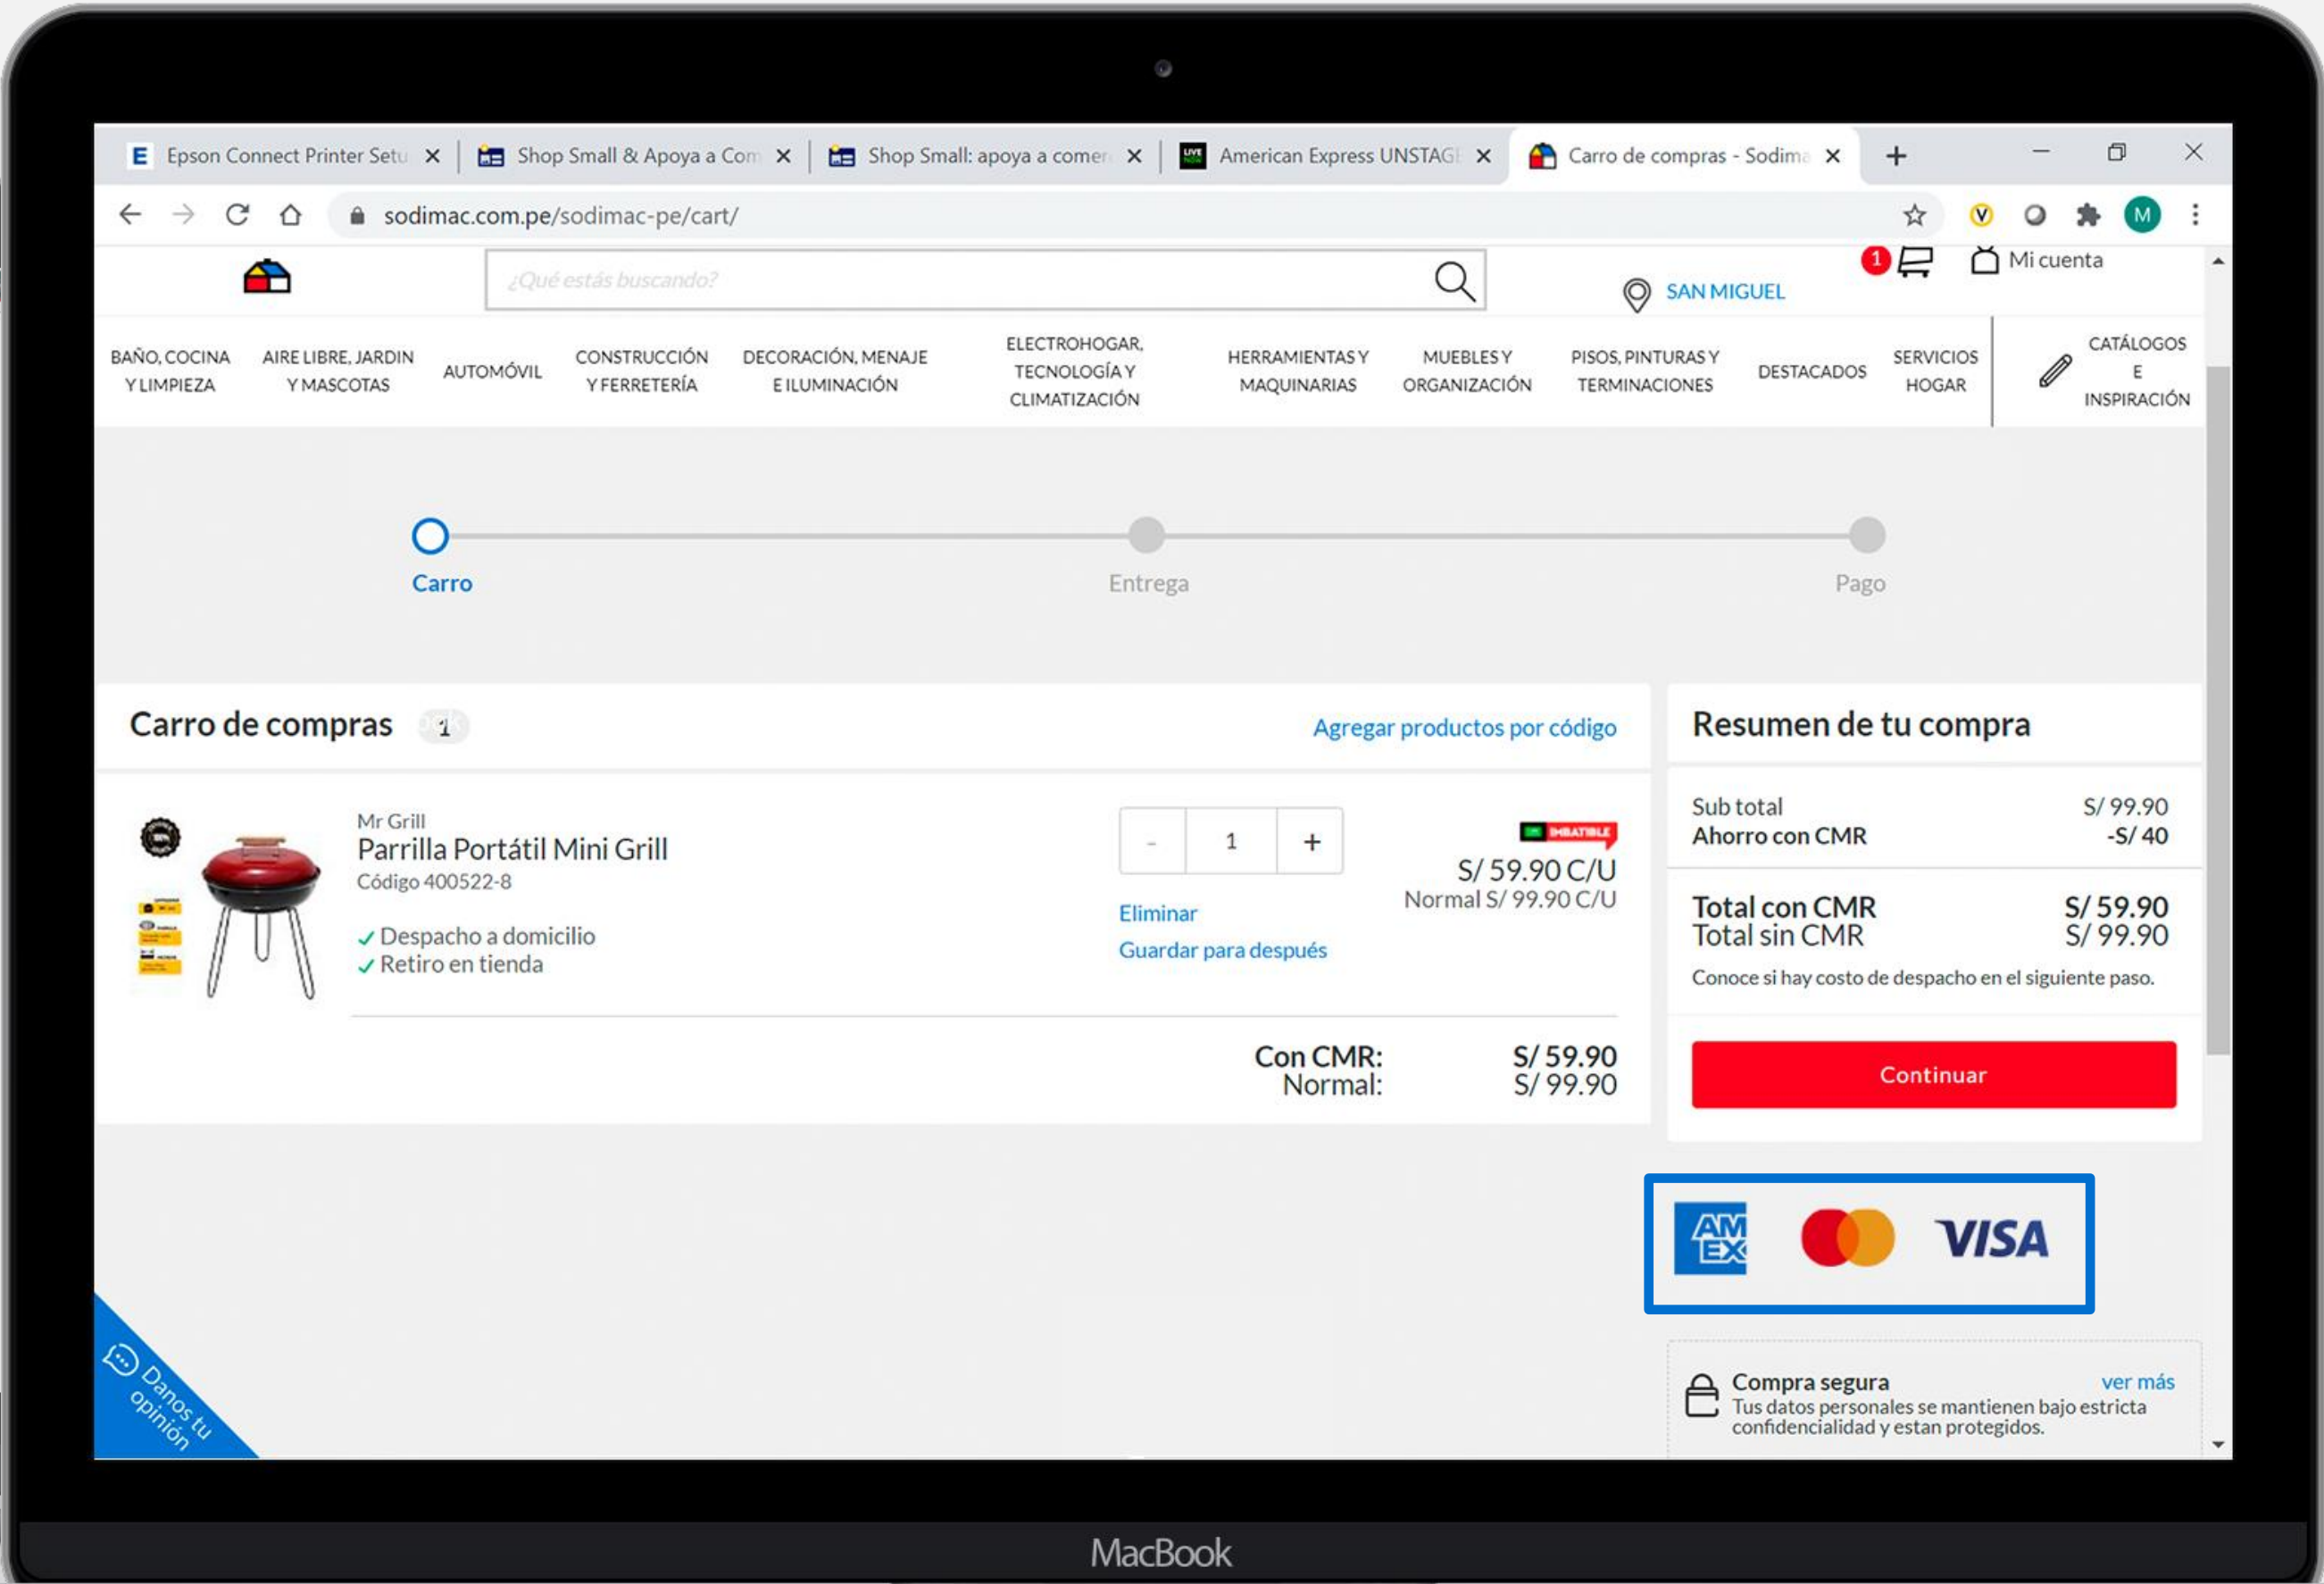 Epson Connect Printer Setu
Shop Small & Apoya a Com
Shop Small: apoya a comer
American Express UNSTAG
Carro de compras - Sodima
sodimac.com.pe/sodimac-pe/cart/
M
¿Qué estás buscando?
SAN MIGUEL
1
Mi cuenta
BAÑO, COCINA
Y LIMPIEZA
AIRE LIBRE, JARDIN
Y MASCOTAS
AUTOMÓVIL
CONSTRUCCIÓN
Y FERRETERÍA
DECORACIÓN, MENAJE
E ILUMINACIÓN
ELECTROHOGAR,
TECNOLOGÍA Y
CLIMATIZACIÓN
HERRAMIENTAS Y
MAQUINARIAS
MUEBLES Y
ORGANIZACIÓN
PISOS, PINTURAS Y
TERMINACIONES
DESTACADOS
SERVICIOS
HOGAR
CATÁLOGOS
E
INSPIRACIÓN
Carro
Entrega
Pago
Carro de compras 1
Agregar productos por código
Mr Grill
Parrilla Portátil Mini Grill
Código 400522-8
Despacho a domicilio
Retiro en tienda
- 1 +
Eliminar
Guardar para después
IMBATIBLE
S/ 59.90 C/U
Normal S/ 99.90 C/U
Con CMR: S/ 59.90
Normal: S/ 99.90
Resumen de tu compra
Sub total S/ 99.90
Ahorro con CMR -S/ 40
Total con CMR S/ 59.90
Total sin CMR S/ 99.90
Conoce si hay costo de despacho en el siguiente paso.
Continuar
AM
EX
VISA
Compra segura ver más
Tus datos personales se mantienen bajo estricta
confidencialidad y estan protegidos.
Danos tu
opinión
MacBook